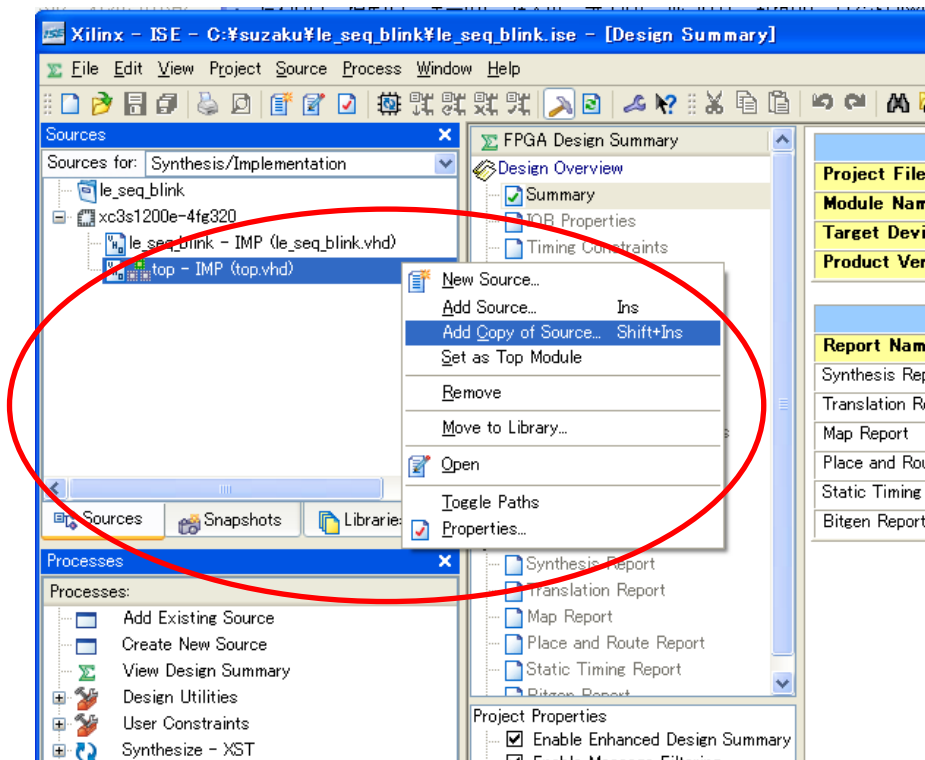 Xilinx - ISE - C:¥suzaku¥le_seq_blink¥le_seq_blink.ise - [Design Summary]
File Edit View Project Source Process Window Help
Sources
Sources for: Synthesis/Implementation
le_seq_blink
xc3s1200e-4fg320
le_seq_blink - IMP (le_seq_blink.vhd)
top - IMP (top.vhd)
New Source...
Add Source... Ins
Add Copy of Source... Shift+Ins
Set as Top Module
Remove
Move to Library...
Open
Toggle Paths
Properties...
Sources Snapshots Libraries
Processes
Processes:
Add Existing Source
Create New Source
View Design Summary
Design Utilities
User Constraints
Synthesize - XST
FPGA Design Summary
Design Overview
Summary
IOB Properties
Timing Constraints
Synthesis Report
Translation Report
Map Report
Place and Route Report
Static Timing Report
Bitgen Report
Project Properties
Enable Enhanced Design Summary
Enable Message Filtering
Project File
Module Nam
Target Devi
Product Ver
Report Nam
Synthesis Rep
Translation R
Map Report
Place and Rou
Static Timing
Bitgen Report